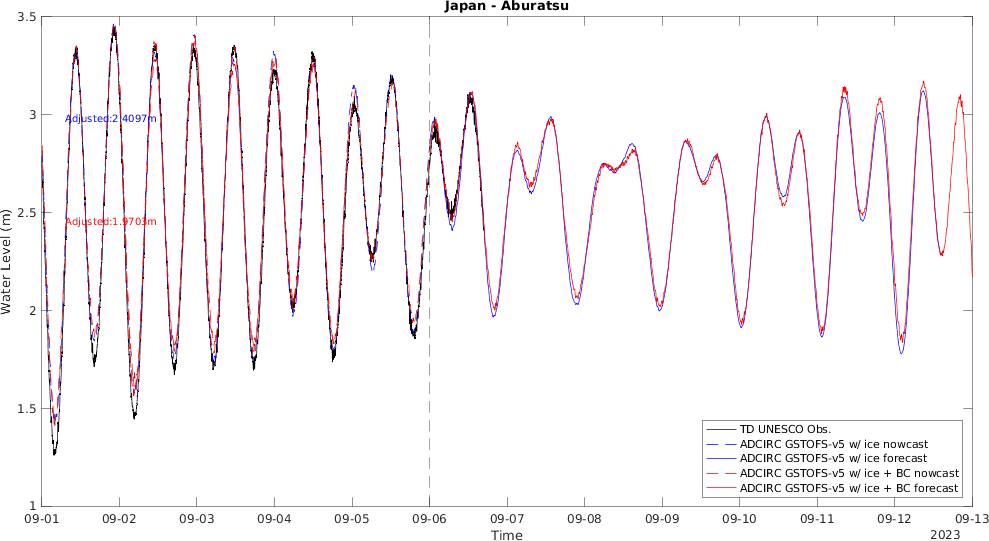 Japan - Aburatsu
3.5
3
2.5
2
1.5
1
Water Level (m)
Adjusted:2.4097m
Adjusted:1.9703m
TD UNESCO Obs.
ADCIRC GSTOFS-v5 w/ ice nowcast
ADCIRC GSTOFS-v5 w/ ice forecast
ADCIRC GSTOFS-v5 w/ ice + BC nowcast
ADCIRC GSTOFS-v5 w/ ice + BC forecast
09-01 09-02 09-03 09-04 09-05 09-06 09-07 09-08 09-09 09-10 09-11 09-12 09-13
Time
2023